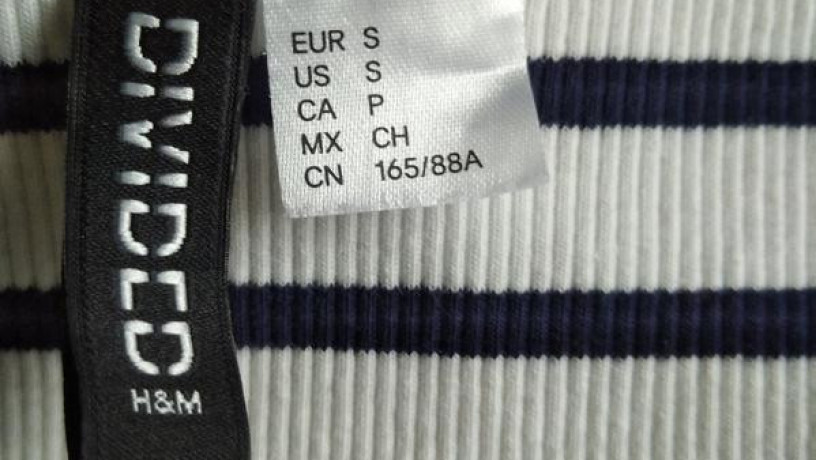 DIVIDED
H&M
EUR S
US S
CA P
MX CH
CN 165/88A